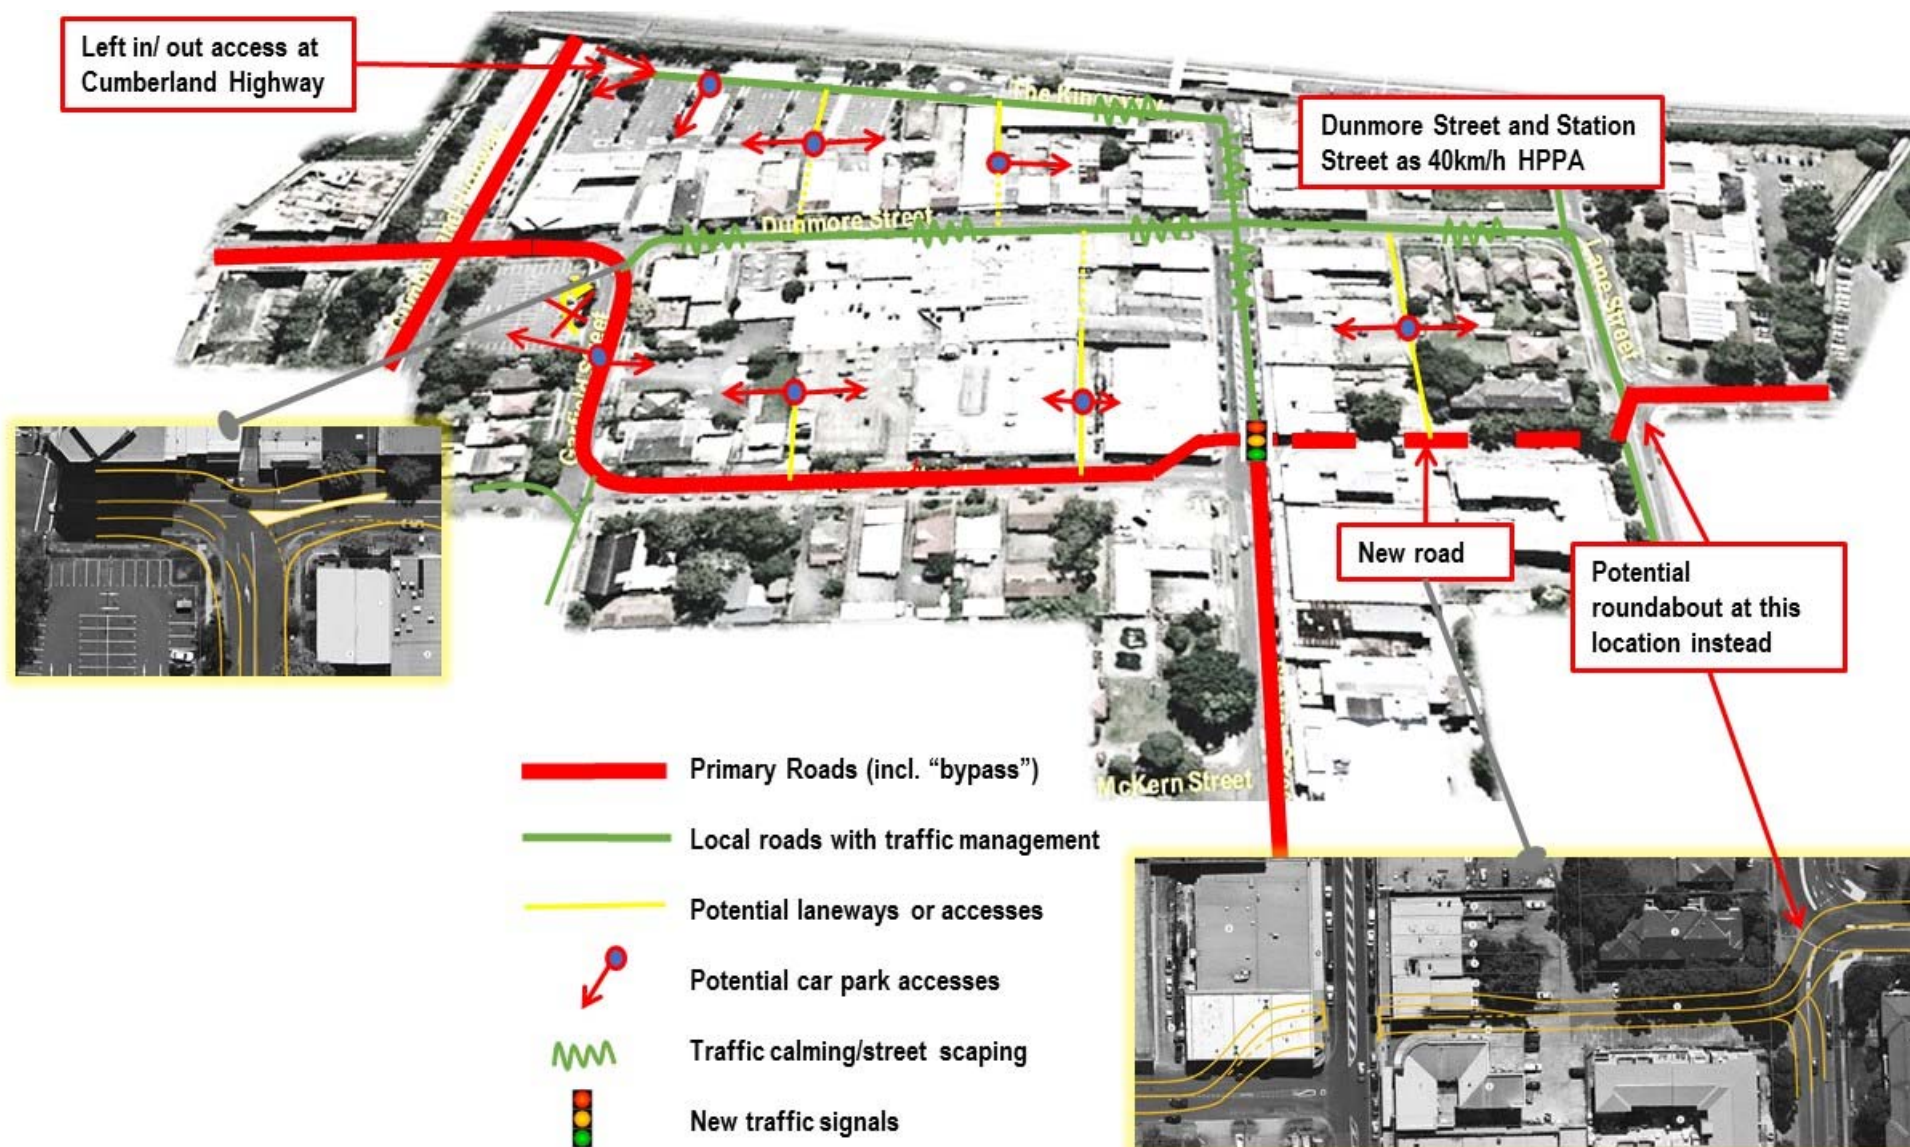 Left in/ out access at
Cumberland Highway
The Kingsway
Dunmore Street and Station
Street as 40km/h HPPA
Dunmore Street
Lane Street
Garfield Street
New road
Potential
roundabout at this
location instead
McKern Street
Primary Roads (incl. “bypass”)
Local roads with traffic management
Potential laneways or accesses
Potential car park accesses
Traffic calming/street scaping
New traffic signals